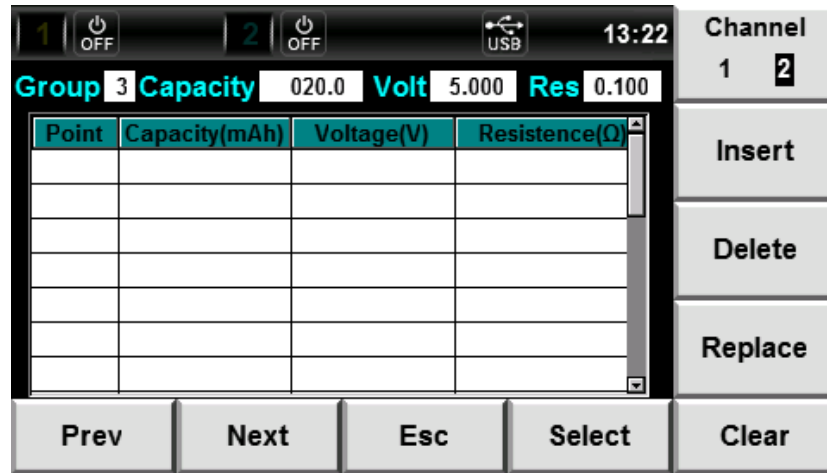 1 OFF 2 OFF USB 13:22
Channel
1 2
Group 3 Capacity 020.0 Volt 5.000 Res 0.100
Point Capacity(mAh) Voltage(V) Resistence(Ω)
Insert
Delete
Replace
Prev Next Esc Select Clear